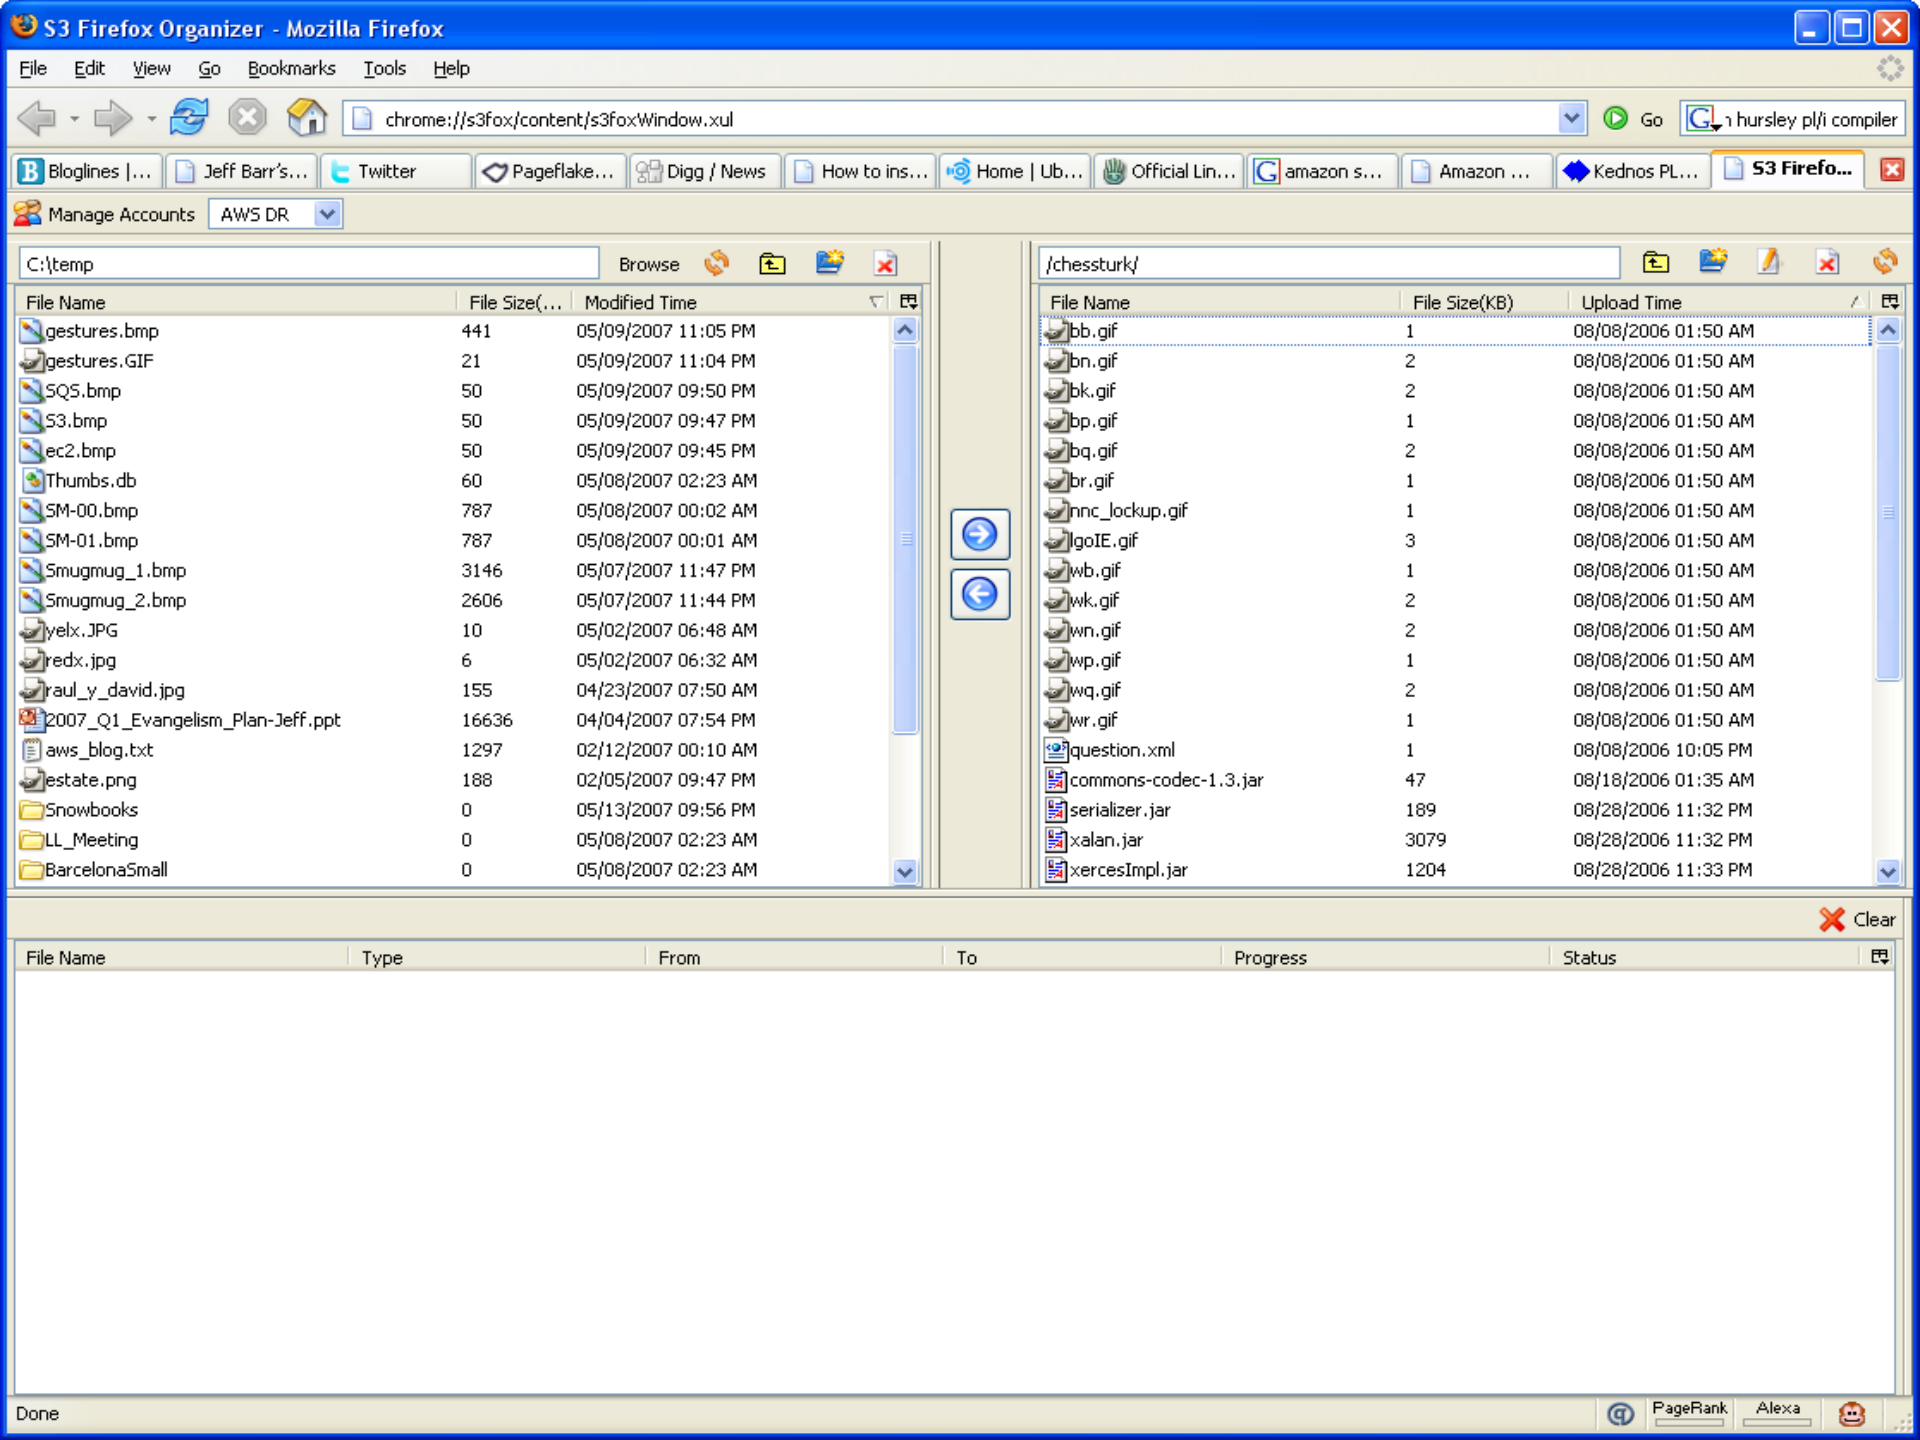 S3 Firefox Organizer - Mozilla Firefox
File Edit View Go Bookmarks Tools Help
chrome://s3fox/content/s3foxWindow.xul Go hursley pl/i compiler
Bloglines |... Jeff Barr's... Twitter Pageflake... Digg / News How to ins... Home | Ub... Official Lin... amazon s... Amazon ... Kednos PL... S3 Firefo...
Manage Accounts AWS DR
C:\temp Browse
File Name File Size(... Modified Time
gestures.bmp 441 05/09/2007 11:05 PM
gestures.GIF 21 05/09/2007 11:04 PM
SQS.bmp 50 05/09/2007 09:50 PM
S3.bmp 50 05/09/2007 09:47 PM
ec2.bmp 50 05/09/2007 09:45 PM
Thumbs.db 60 05/08/2007 02:23 AM
SM-00.bmp 787 05/08/2007 00:02 AM
SM-01.bmp 787 05/08/2007 00:01 AM
Smugmug_1.bmp 3146 05/07/2007 11:47 PM
Smugmug_2.bmp 2606 05/07/2007 11:44 PM
yelx.JPG 10 05/02/2007 06:48 AM
redx.jpg 6 05/02/2007 06:32 AM
raul_y_david.jpg 155 04/23/2007 07:50 AM
2007_Q1_Evangelism_Plan-Jeff.ppt 16636 04/04/2007 07:54 PM
aws_blog.txt 1297 02/12/2007 00:10 AM
estate.png 188 02/05/2007 09:47 PM
Snowbooks 0 05/13/2007 09:56 PM
LL_Meeting 0 05/08/2007 02:23 AM
BarcelonaSmall 0 05/08/2007 02:23 AM
/chessturk/
File Name File Size(KB) Upload Time
bb.gif 1 08/08/2006 01:50 AM
bn.gif 2 08/08/2006 01:50 AM
bk.gif 2 08/08/2006 01:50 AM
bp.gif 1 08/08/2006 01:50 AM
bq.gif 2 08/08/2006 01:50 AM
br.gif 1 08/08/2006 01:50 AM
nnc_lockup.gif 1 08/08/2006 01:50 AM
lgoIE.gif 3 08/08/2006 01:50 AM
wb.gif 1 08/08/2006 01:50 AM
wk.gif 2 08/08/2006 01:50 AM
wn.gif 2 08/08/2006 01:50 AM
wp.gif 1 08/08/2006 01:50 AM
wq.gif 2 08/08/2006 01:50 AM
wr.gif 1 08/08/2006 01:50 AM
question.xml 1 08/08/2006 10:05 PM
commons-codec-1.3.jar 47 08/18/2006 01:35 AM
serializer.jar 189 08/28/2006 11:32 PM
xalan.jar 3079 08/28/2006 11:32 PM
xercesImpl.jar 1204 08/28/2006 11:33 PM
Clear
File Name Type From To Progress Status
Done PageRank Alexa